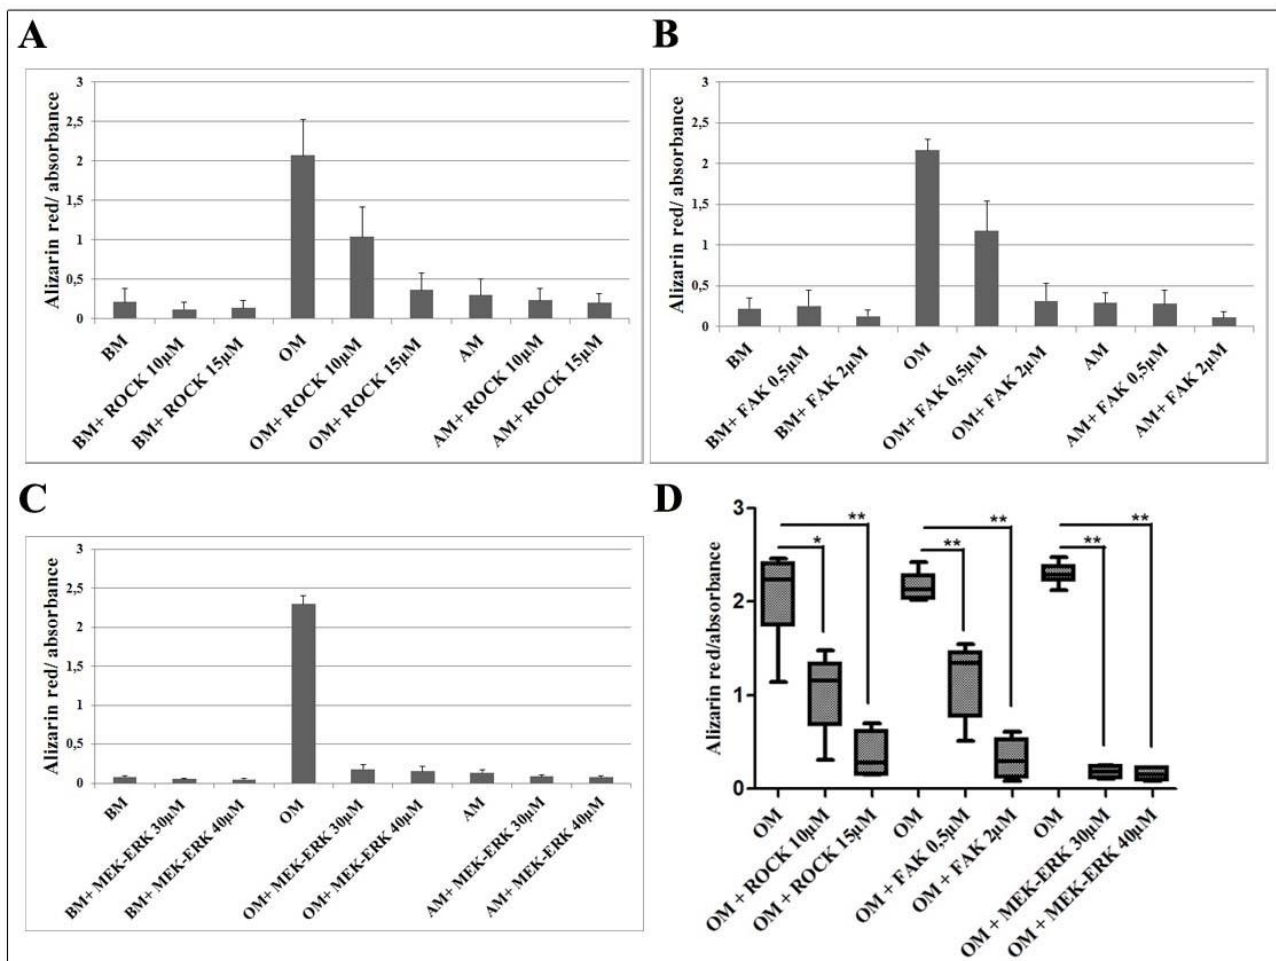 A
Alizarin red/ absorbance
3
2,5
2
1,5
1
0,5
0
BM
BM+ ROCK 10µM
BM+ ROCK 15µM
OM
OM+ ROCK 10µM
OM+ ROCK 15µM
AM
AM+ ROCK 10µM
AM+ ROCK 15µM
B
Alizarin red/ absorbance
3
2,5
2
1,5
1
0,5
0
BM
BM+ FAK 0,5µM
BM+ FAK 2µM
OM
OM+ FAK 0,5µM
OM+ FAK 2µM
AM
AM+ FAK 0,5µM
AM+ FAK 2µM
C
Alizarin red/ absorbance
3
2,5
2
1,5
1
0,5
0
BM
BM+ MEK-ERK 30µM
BM+ MEK-ERK 40µM
OM
OM+ MEK-ERK 30µM
OM+ MEK-ERK 40µM
AM
AM+ MEK-ERK 30µM
AM+ MEK-ERK 40µM
D
Alizarin red/absorbance
3
2
1
0
**
*
**
**
**
**
OM
OM + ROCK 10µM
OM + ROCK 15µM
OM
OM + FAK 0,5µM
OM + FAK 2µM
OM
OM + MEK-ERK 30µM
OM + MEK-ERK 40µM